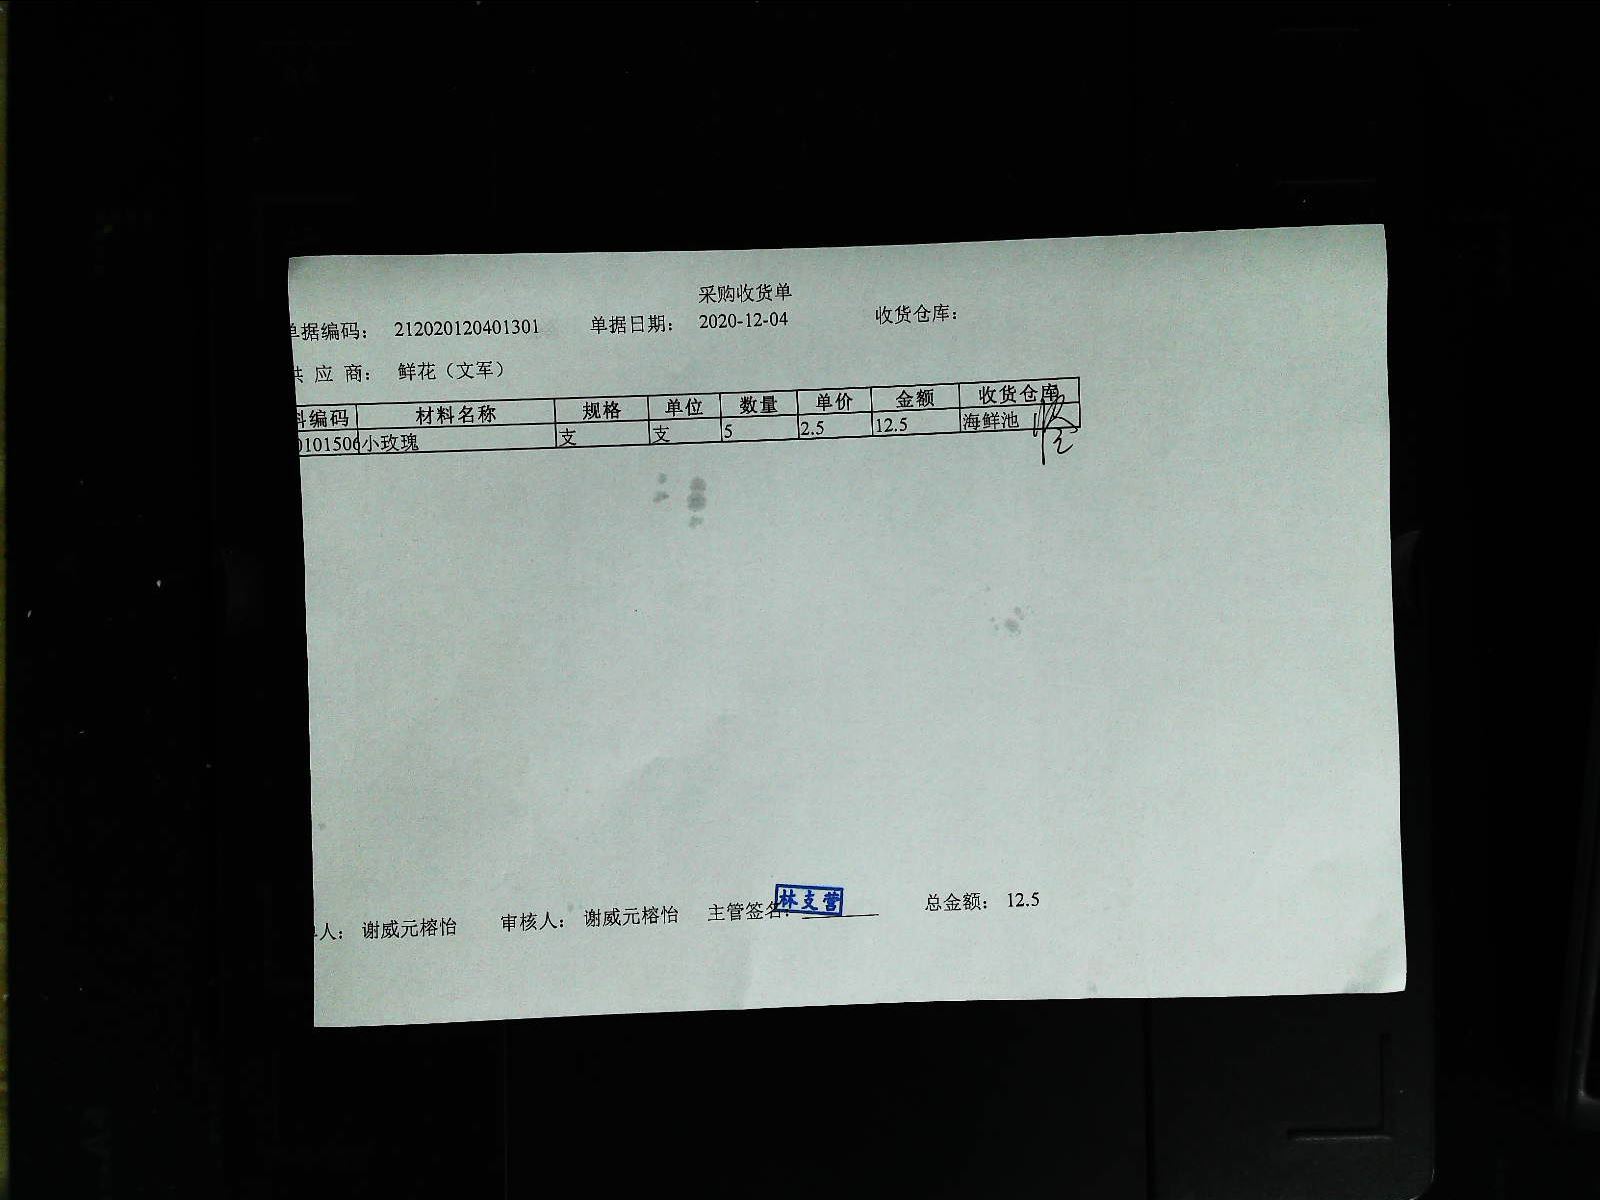 采购收货单
单据编码： 212020120401301 单据日期： 2020-12-04 收货仓库：
供 应 商： 鲜花（文军）
料编码 材料名称 规格 单位 数量 单价 金额 收货仓库
0101506 小玫瑰 支 支 5 2.5 12.5 海鲜池
单人： 谢威元榕怡 审核人： 谢威元榕怡 主管签名： 林支营 总金额： 12.5